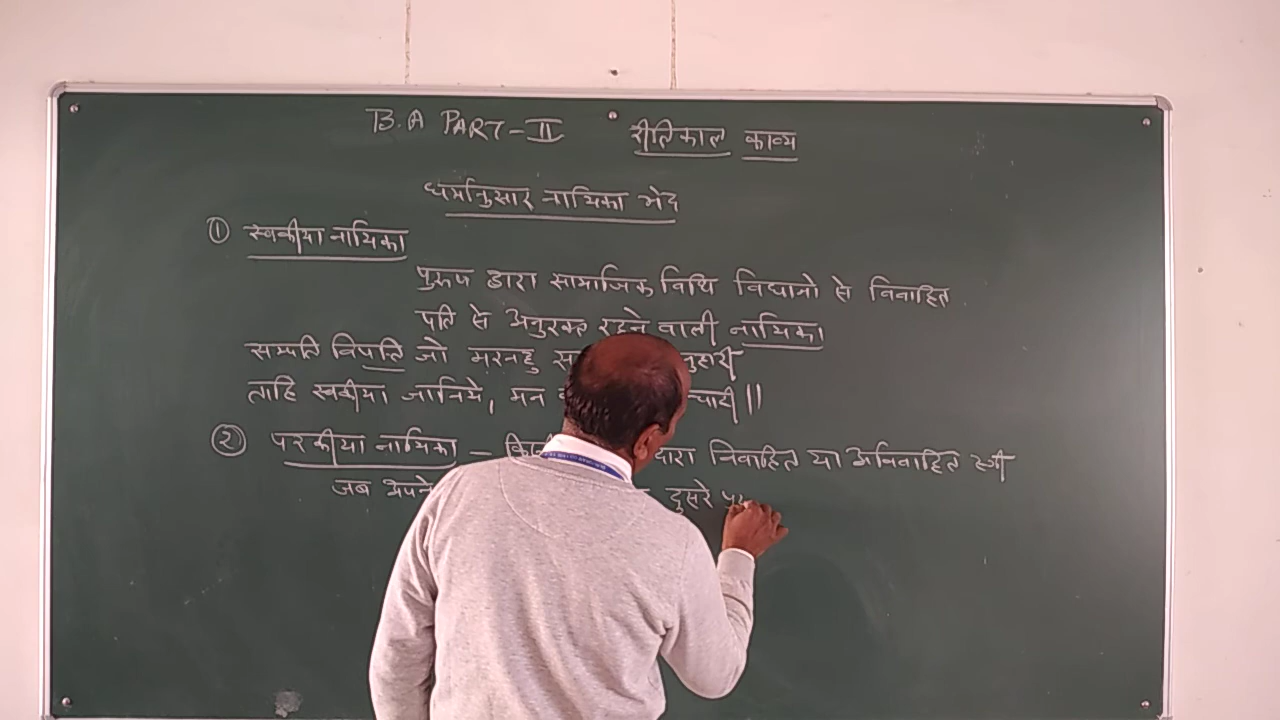 B.A PART-II रीतिकाल काव्य
धर्मानुसार नायिका भेद
① स्वकीया नायिका
पुरूष द्वारा सामाजिक विधि विधानो से विवाहित
पति से अनुरक्त रहने वाली नायिका
सम्पति विपत्ति जो मरनहु
ताहि स्वकीया जानिये, मन
② परकीया नायिका – द्वारा विवाहित या अविवाहित स्त्री
जब अपने दुसरे